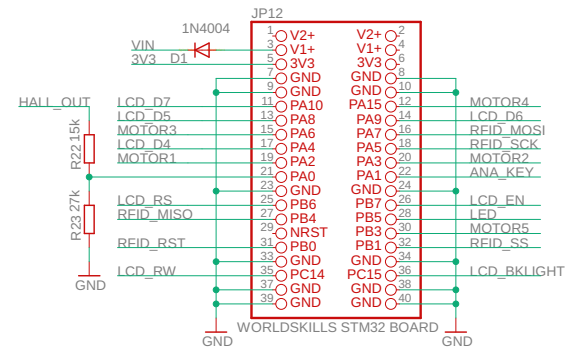 JP12
1N4004
VIN
D1
3V3
1 V2+ V2+ 2
3 V1+ V1+ 4
5 3V3 3V3 6
7 GND GND 8
9 GND GND 10
HALL_OUT
LCD_D7 11 PA10 PA15 12 MOTOR4
LCD_D5 13 PA8 PA9 14 LCD_D6
MOTOR3 15 PA6 PA7 16 RFID_MOSI
LCD_D4 17 PA4 PA5 18 RFID_SCK
MOTOR1 19 PA2 PA3 20 MOTOR2
21 PA0 PA1 22 ANA_KEY
23 GND GND 24
LCD_RS 25 PB6 PB7 26 LCD_EN
RFID_MISO 27 PB4 PB5 28 LED
29 NRST PB3 30 MOTOR5
RFID_RST 31 PB0 PB1 32 RFID_SS
33 GND GND 34
LCD_RW 35 PC14 PC15 36 LCD_BKLIGHT
37 GND GND 38
39 GND GND 40
R22 15k
R23 27k
GND
WORLDSKILLS STM32 BOARD
GND
GND